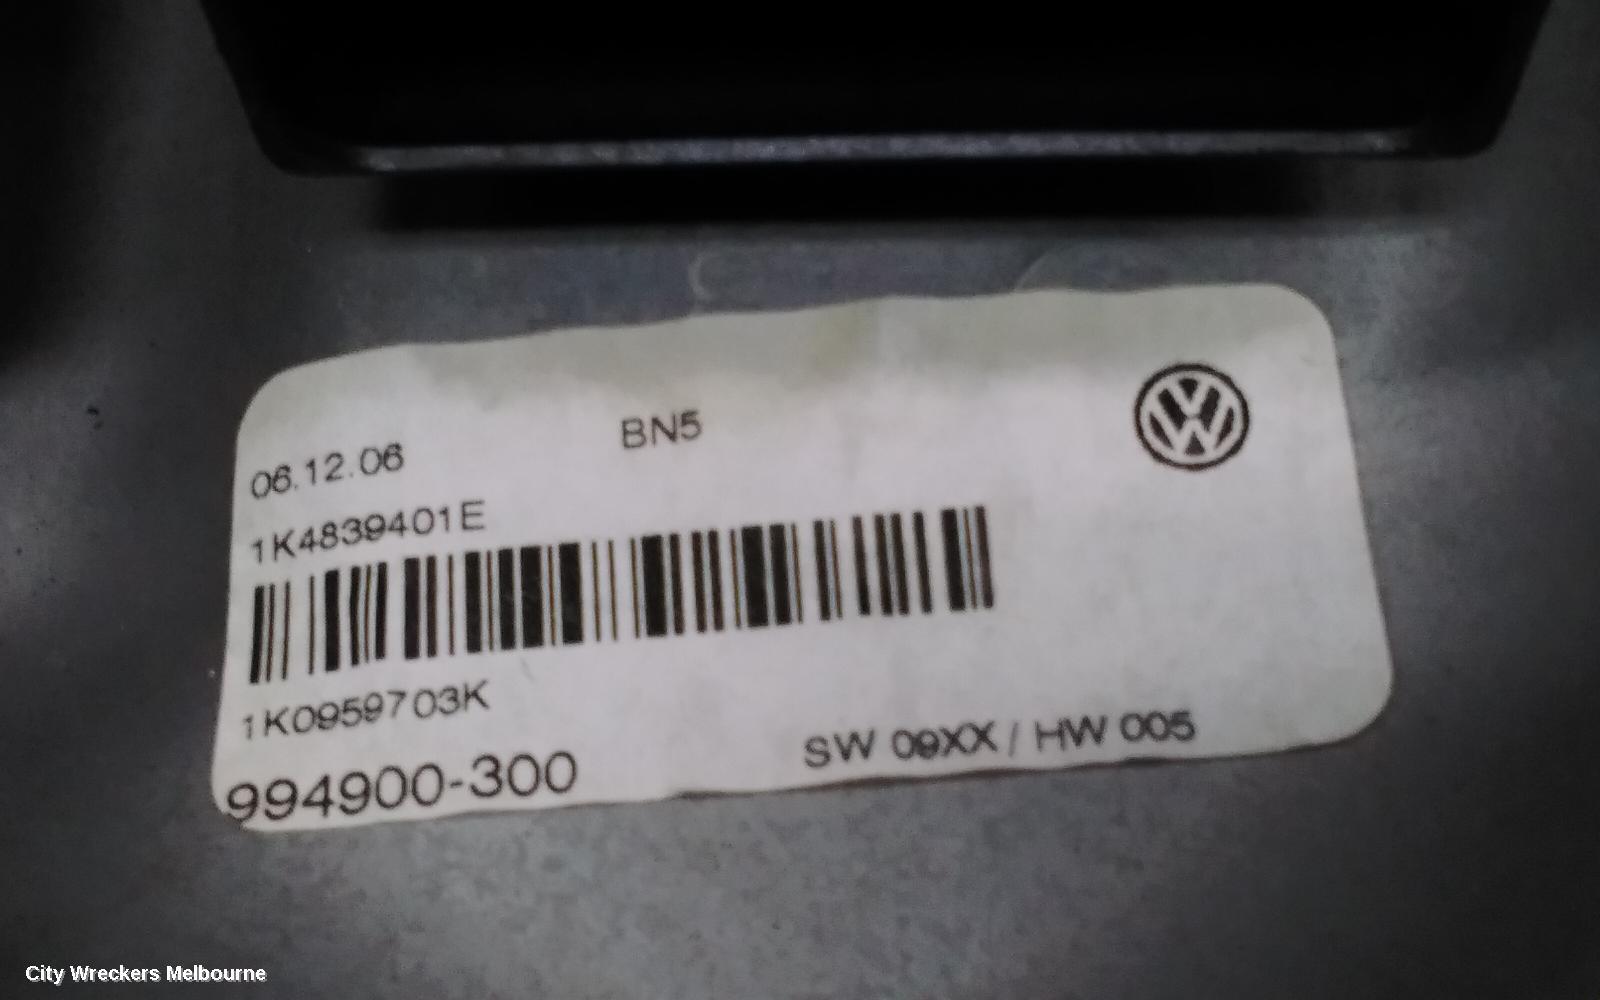 06.12.06 BN5
1K4839401E
1K0959703K
994900-300 SW 09XX / HW 005
City Wreckers Melbourne